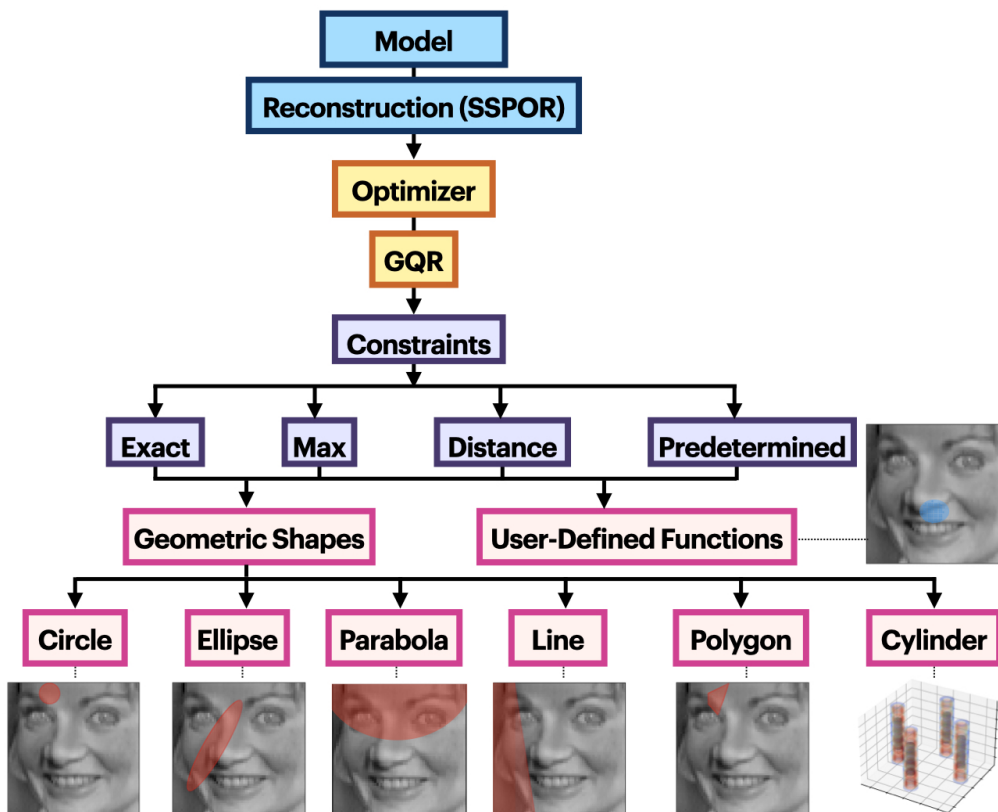 Model
Reconstruction (SSPOR)
Optimizer
GQR
Constraints
Exact
Max
Distance
Predetermined
Geometric Shapes
User-Defined Functions
Circle
Ellipse
Parabola
Line
Polygon
Cylinder